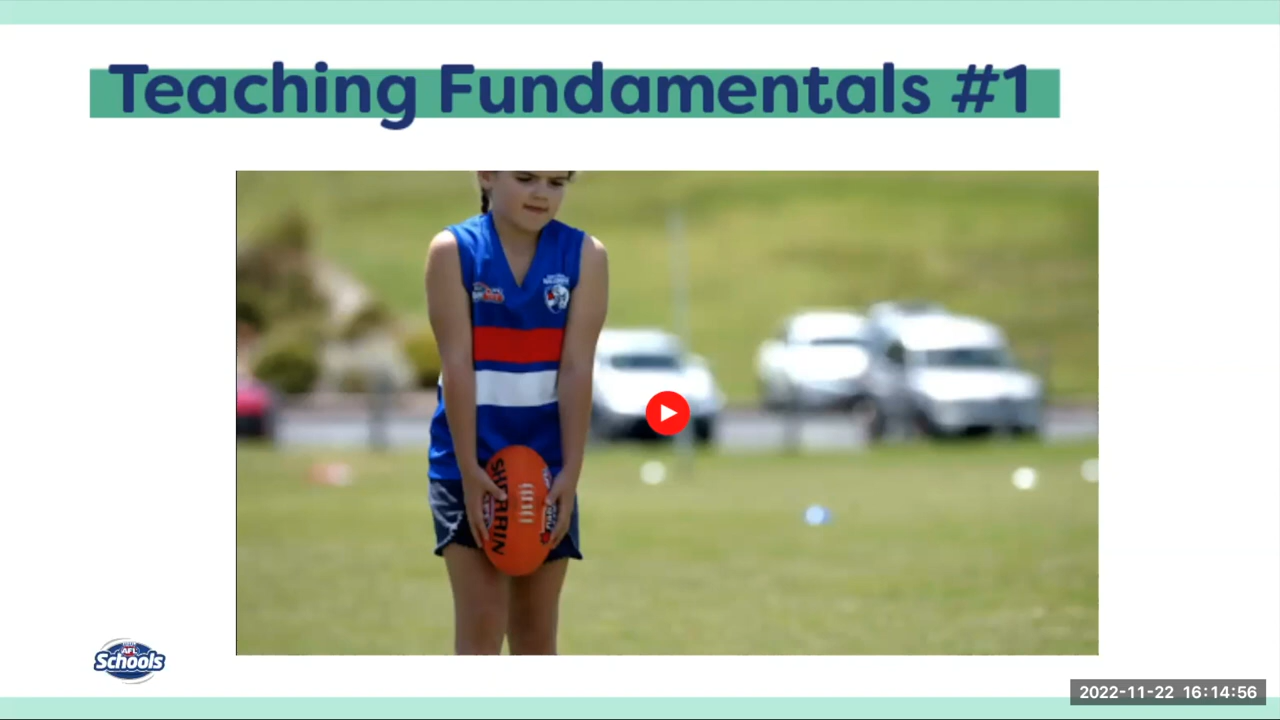 Teaching Fundamentals #1
SHERRIN
AFL
Schools
2022-11-22 16:14:56